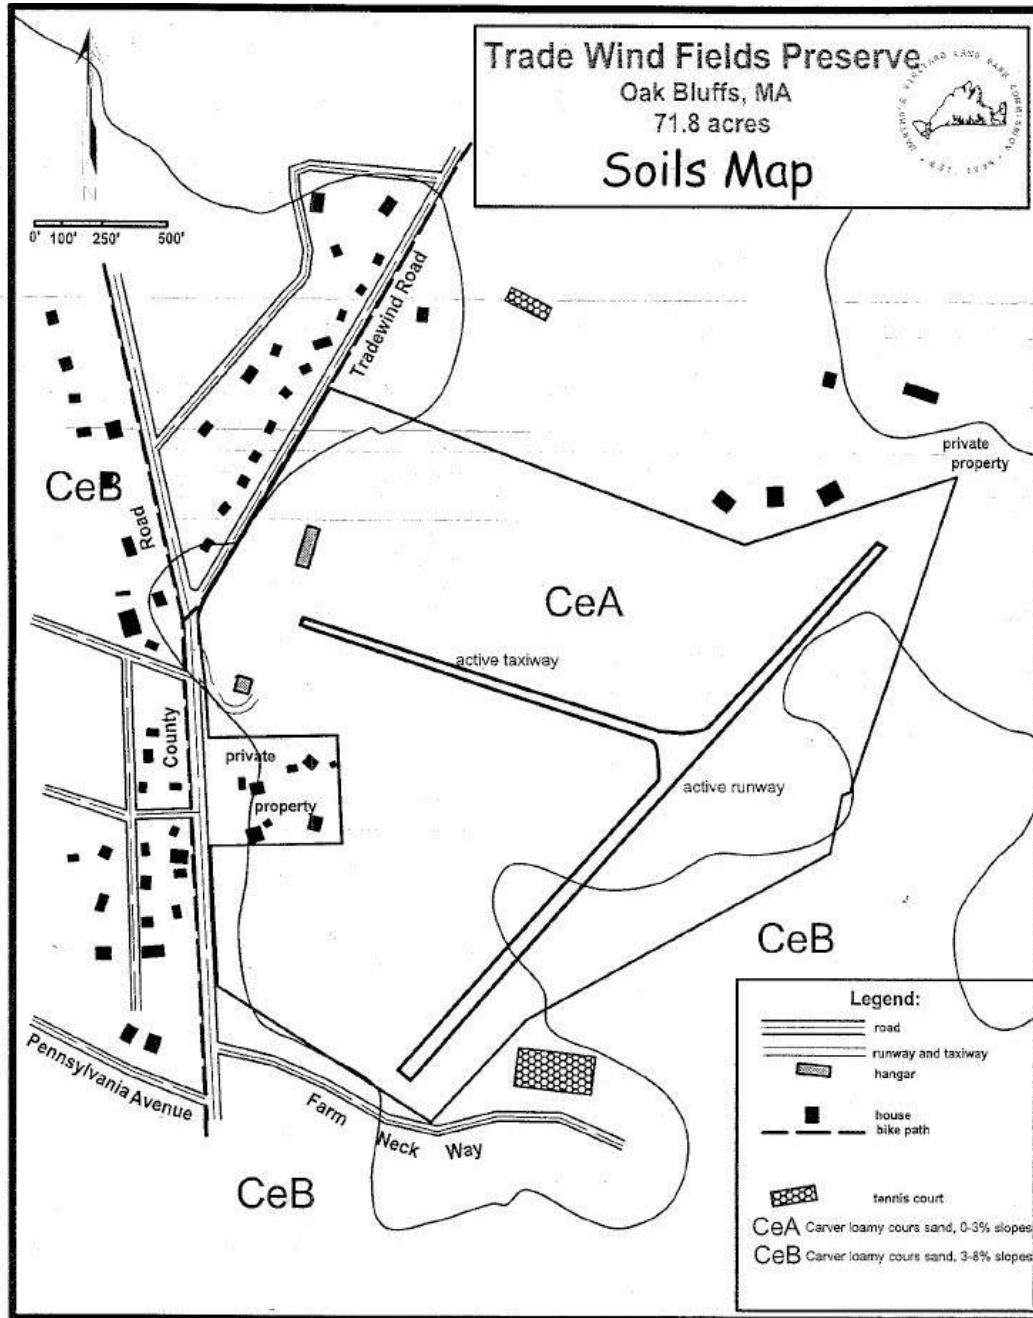 Trade Wind Fields Preserve
Oak Bluffs, MA
71.8 acres
Soils Map
0' 100' 250' 500'
Tradewind Road
private
property
CeB
Road
CeA
active taxiway
County
private
property
active runway
CeB
Pennsylvania Avenue
Farm Neck Way
CeB
Legend:
road
runway and taxiway
hangar
house
bike path
tennis court
CeA Carver loamy cours sand, 0-3% slopes
CeB Carver loamy cours sand, 3-8% slopes